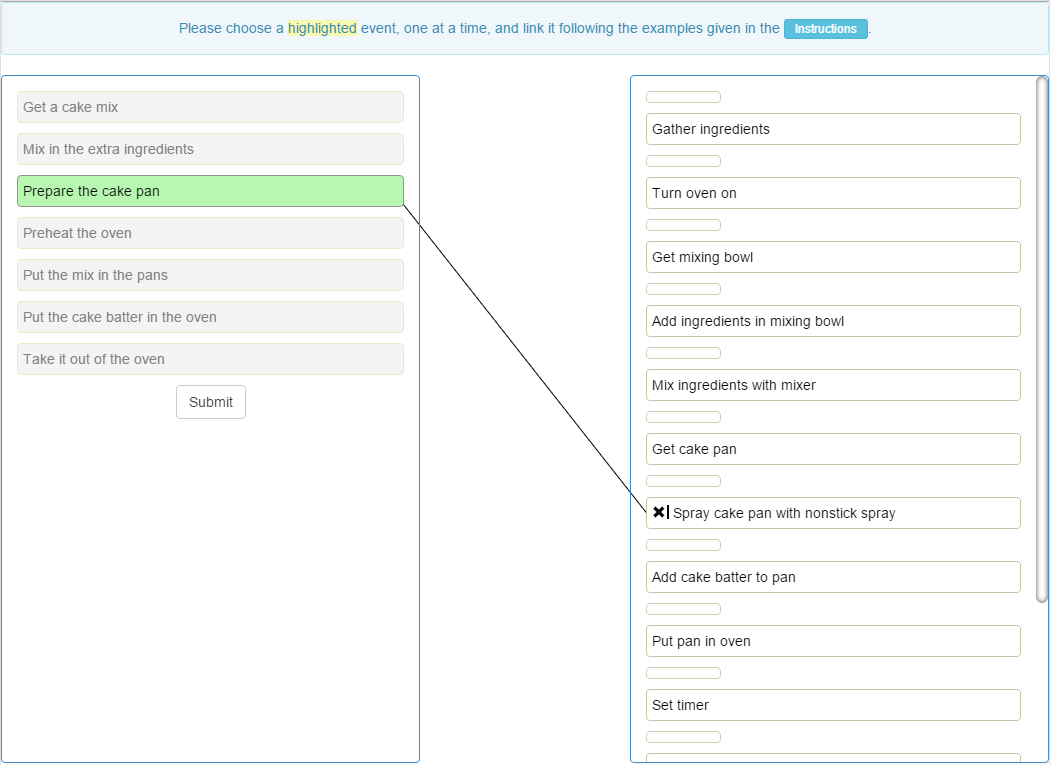 Please choose a highlighted event, one at a time, and link it following the examples given in the Instructions.
Get a cake mix
Mix in the extra ingredients
Prepare the cake pan
Preheat the oven
Put the mix in the pans
Put the cake batter in the oven
Take it out of the oven
Submit
Gather ingredients
Turn oven on
Get mixing bowl
Add ingredients in mixing bowl
Mix ingredients with mixer
Get cake pan
Spray cake pan with nonstick spray
Add cake batter to pan
Put pan in oven
Set timer